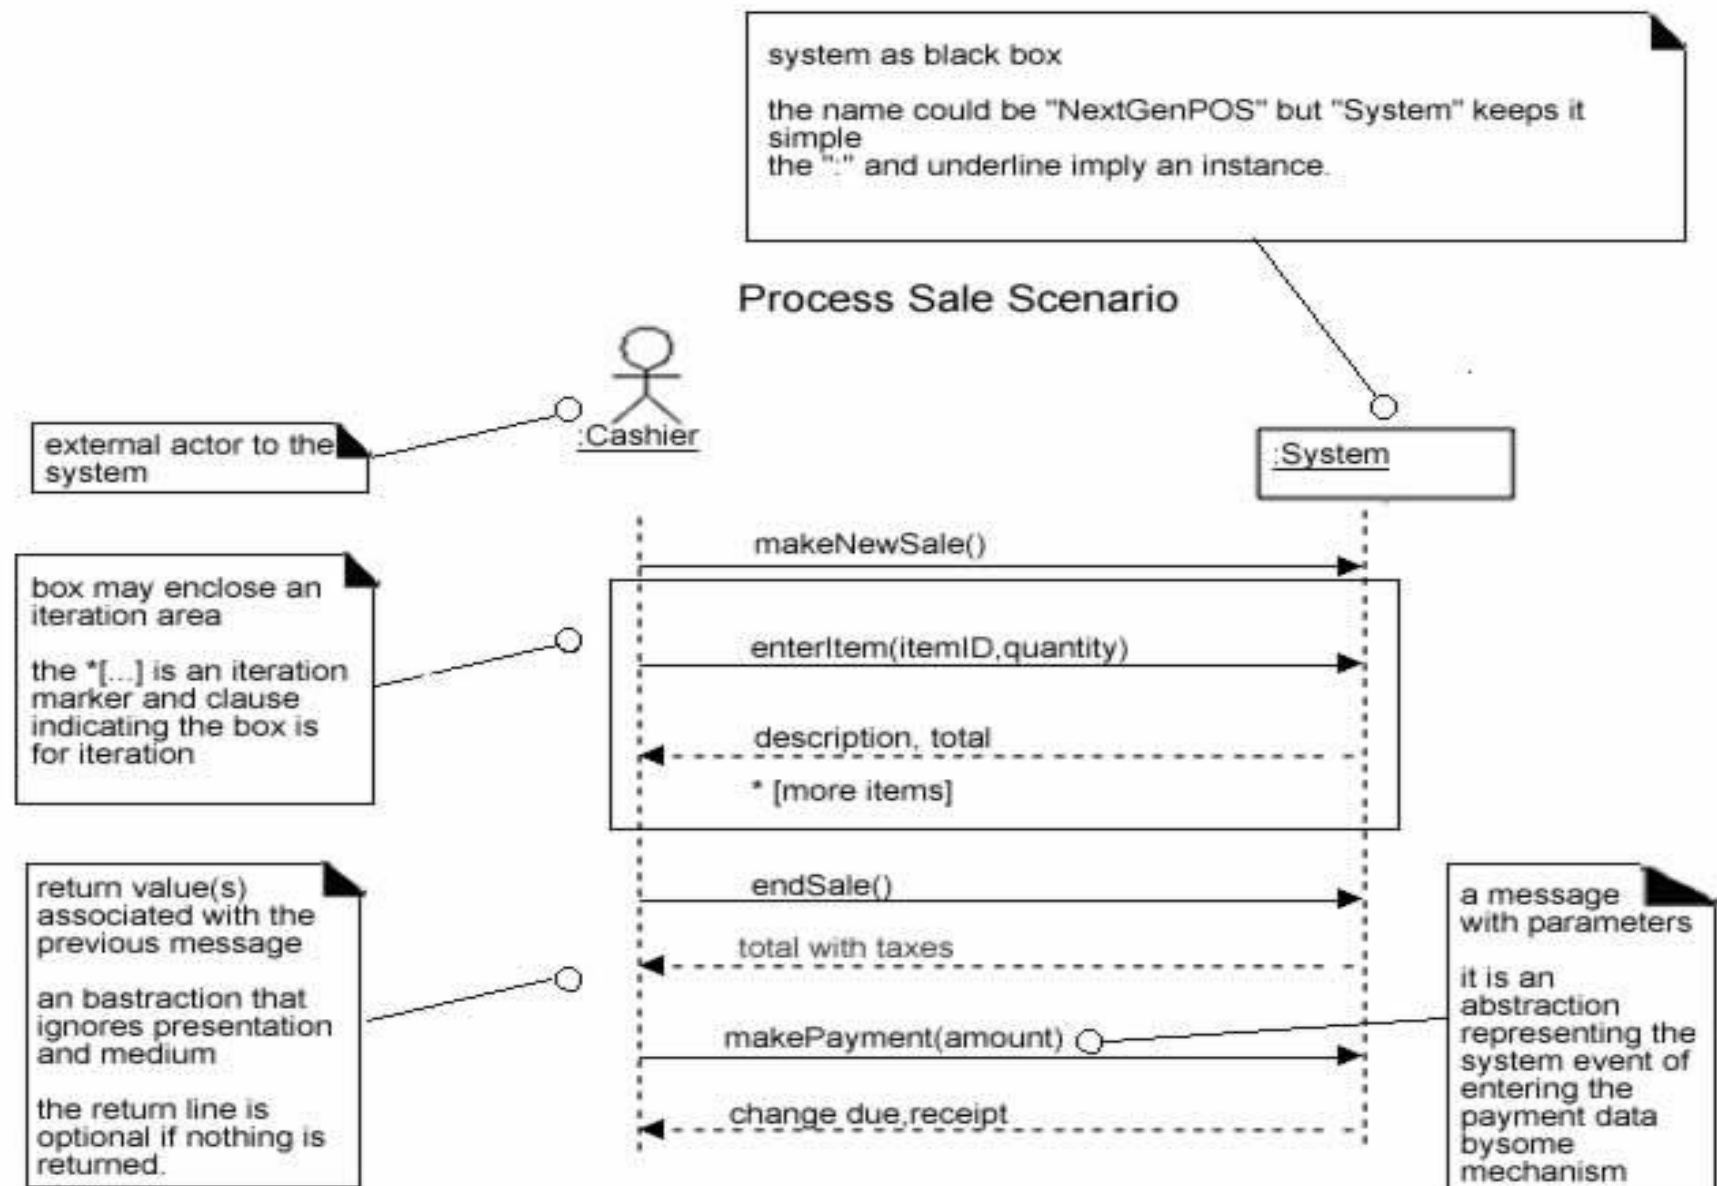 system as black box
the name could be "NextGenPOS" but "System" keeps it
simple
the ":" and underline imply an instance.
Process Sale Scenario
external actor to the
system
:Cashier
:System
makeNewSale()
box may enclose an
iteration area
the *[...] is an iteration
marker and clause
indicating the box is
for iteration
enterItem(itemID,quantity)
description, total
* [more items]
return value(s)
associated with the
previous message
an bastraction that
ignores presentation
and medium
the return line is
optional if nothing is
returned.
endSale()
total with taxes
makePayment(amount)
change due,receipt
a message
with parameters
it is an
abstraction
representing the
system event of
entering the
payment data
bysome
mechanism